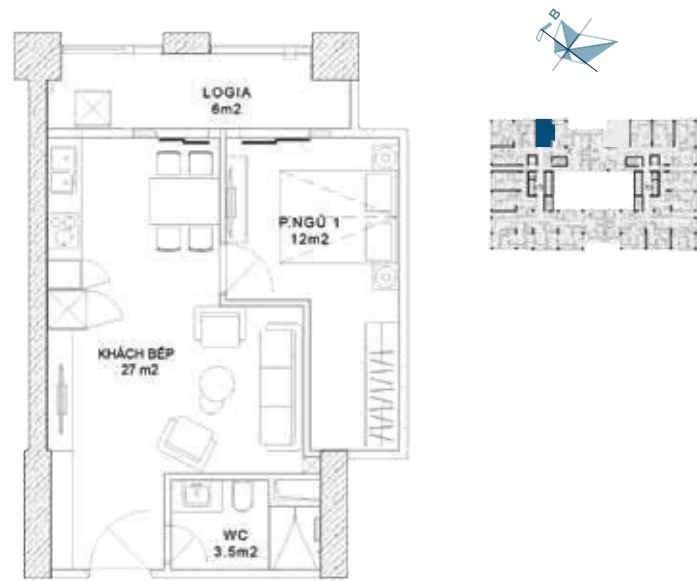 B
LOGIA
6m2
P.NGỦ 1
12m2
KHÁCH BẾP
27 m2
WC
3.5m2